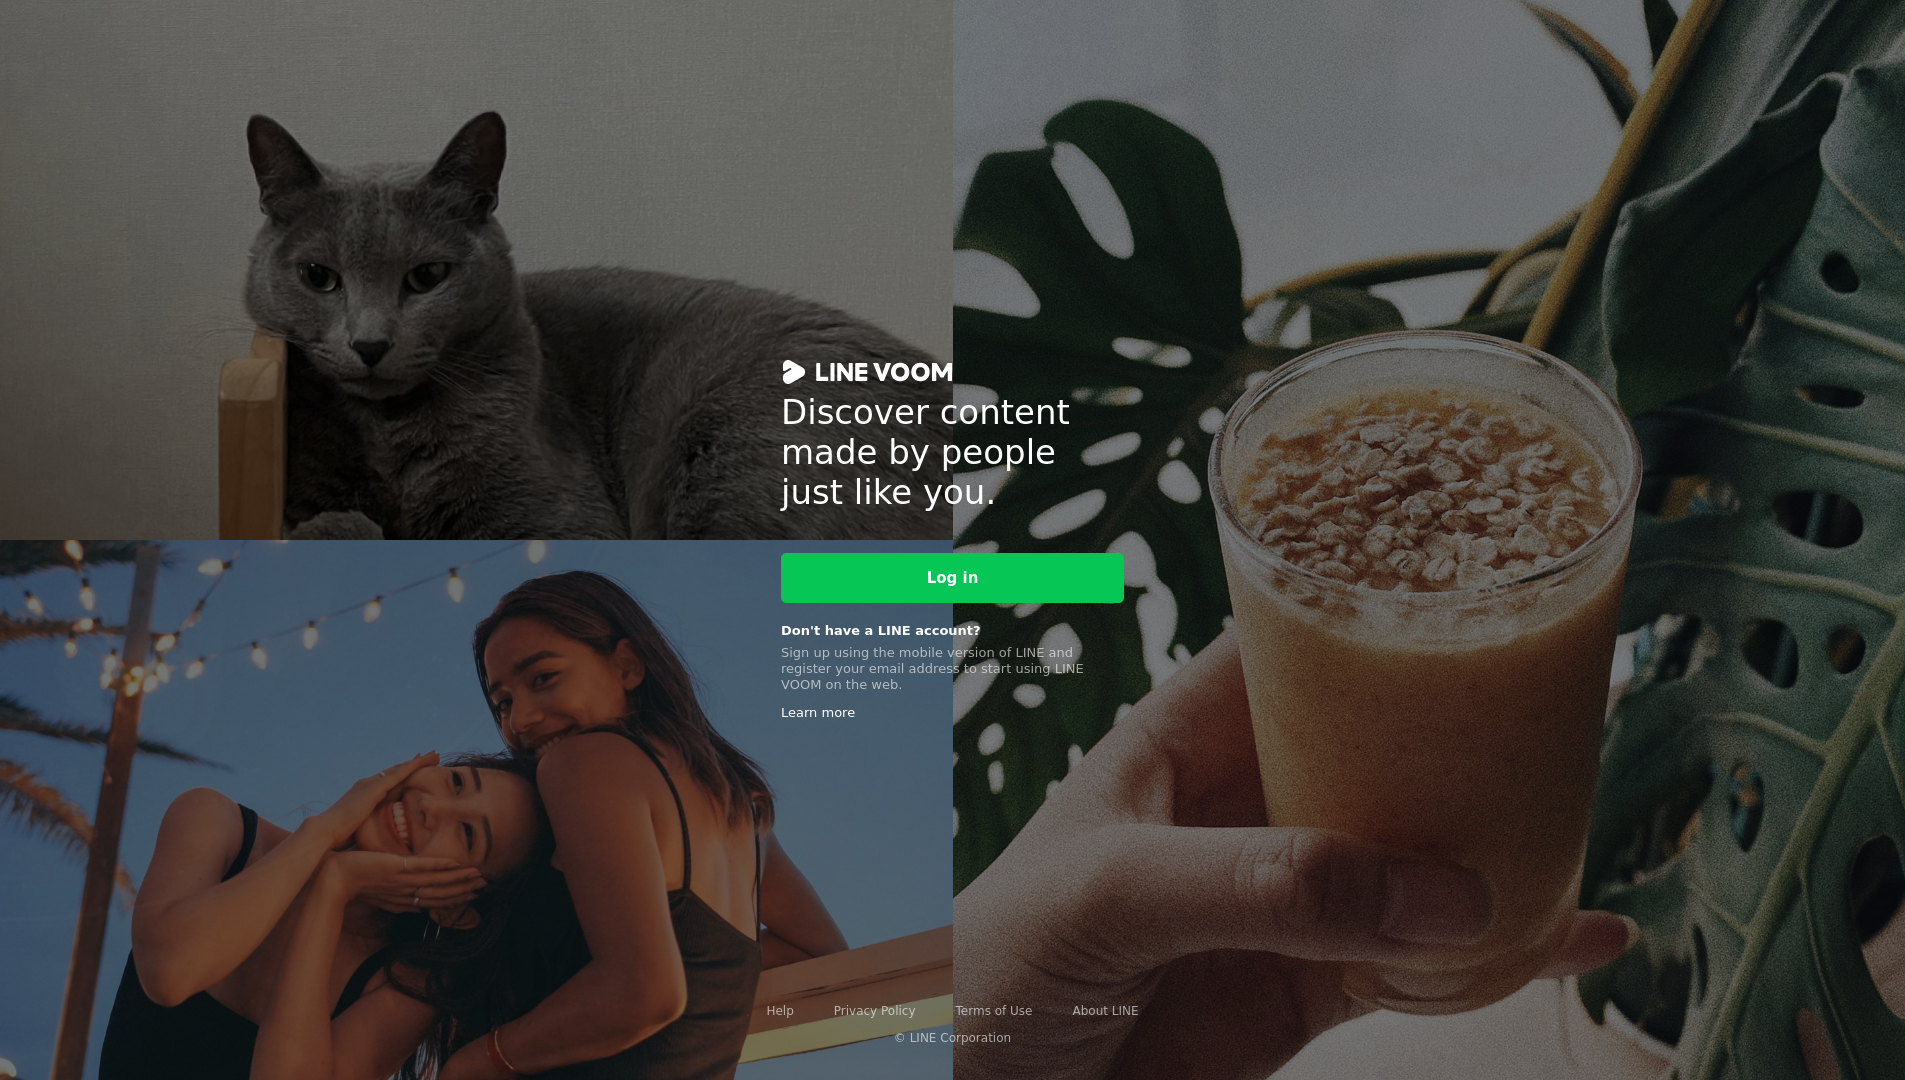 LINE VOOM
Discover content
made by people
just like you.
Log in
Don't have a LINE account?
Sign up using the mobile version of LINE and
register your email address to start using LINE
VOOM on the web.
Learn more
Help Privacy Policy Terms of Use About LINE
© LINE Corporation